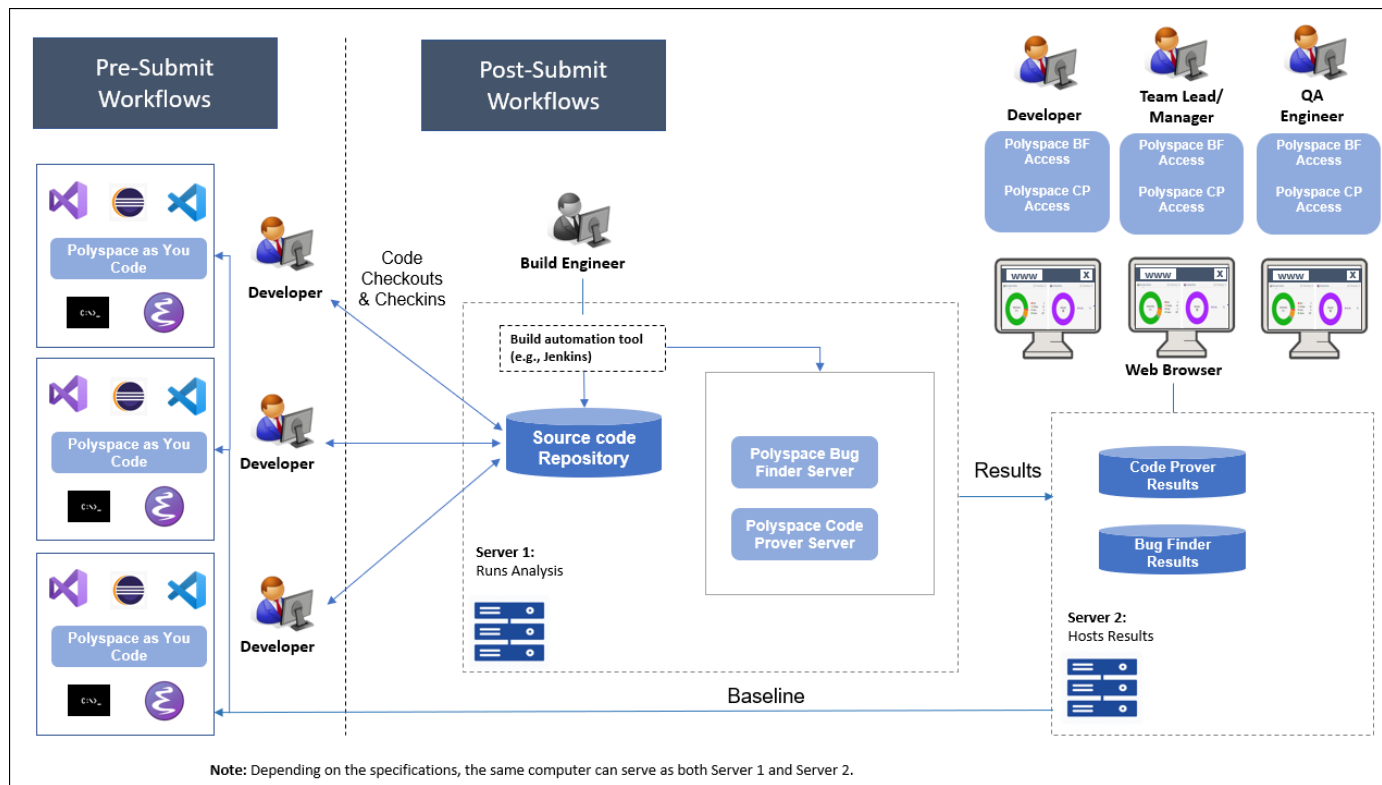 Pre-Submit
Workflows
Post-Submit
Workflows
Developer
Team Lead/
Manager
QA
Engineer
Polyspace BF
Access
Polyspace CP
Access
Polyspace BF
Access
Polyspace CP
Access
Polyspace BF
Access
Polyspace CP
Access
www
X
www
X
www
X
Web Browser
Polyspace as You
Code
C:\>_
Developer
Polyspace as You
Code
C:\>_
Developer
Polyspace as You
Code
C:\>_
Developer
Code
Checkouts
& Checkins
Build Engineer
Build automation tool
(e.g., Jenkins)
Source code
Repository
Polyspace Bug
Finder Server
Polyspace Code
Prover Server
Server 1:
Runs Analysis
Results
Code Prover
Results
Bug Finder
Results
Server 2:
Hosts Results
Baseline
Note: Depending on the specifications, the same computer can serve as both Server 1 and Server 2.